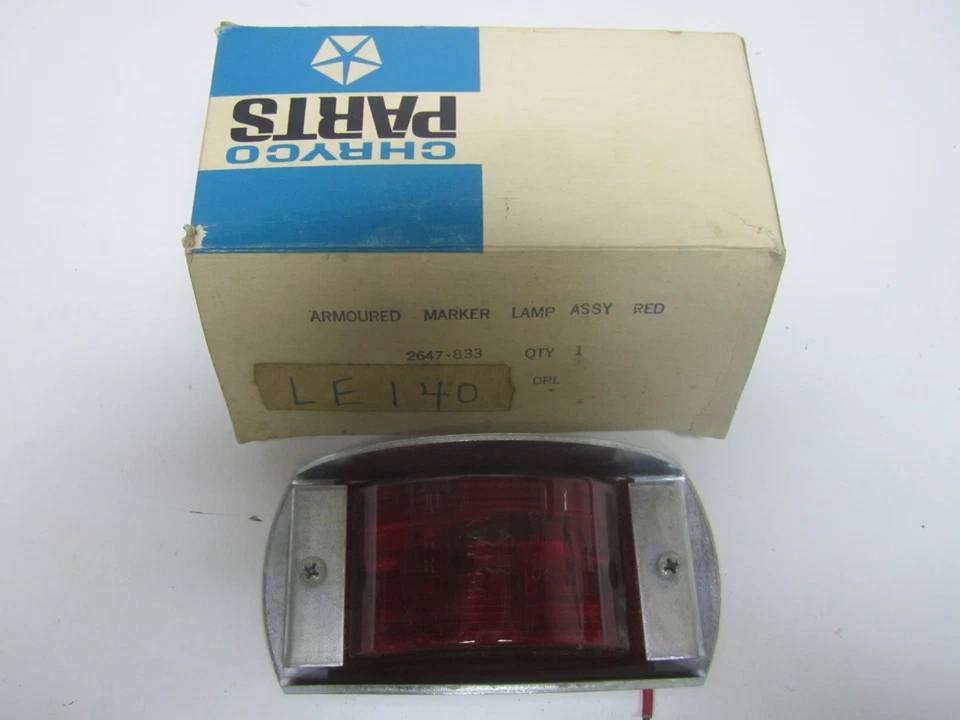 CHRYCO
PARTS
ARMOURED MARKER LAMP ASSY RED
2647-833 QTY 1
DRL
LE140